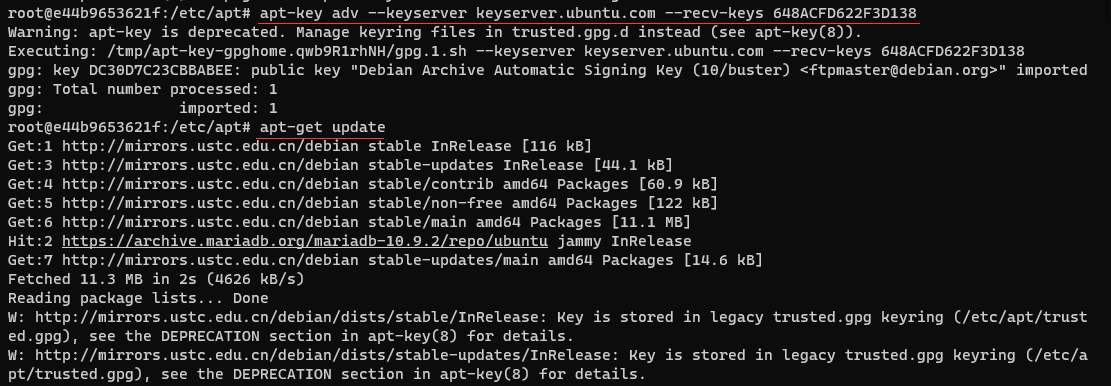 root@e44b9653621f:/etc/apt# apt-key adv --keyserver keyserver.ubuntu.com --recv-keys 648ACFD622F3D138
Warning: apt-key is deprecated. Manage keyring files in trusted.gpg.d instead (see apt-key(8)).
Executing: /tmp/apt-key-gpghome.qwb9R1rhNH/gpg.1.sh --keyserver keyserver.ubuntu.com --recv-keys 648ACFD622F3D138
gpg: key DC30D7C23CBBABEE: public key "Debian Archive Automatic Signing Key (10/buster) <ftpmaster@debian.org>" imported
gpg: Total number processed: 1
gpg:               imported: 1
root@e44b9653621f:/etc/apt# apt-get update
Get:1 http://mirrors.ustc.edu.cn/debian stable InRelease [116 kB]
Get:3 http://mirrors.ustc.edu.cn/debian stable-updates InRelease [44.1 kB]
Get:4 http://mirrors.ustc.edu.cn/debian stable/contrib amd64 Packages [60.9 kB]
Get:5 http://mirrors.ustc.edu.cn/debian stable/non-free amd64 Packages [122 kB]
Get:6 http://mirrors.ustc.edu.cn/debian stable/main amd64 Packages [11.1 MB]
Hit:2 https://archive.mariadb.org/mariadb-10.9.2/repo/ubuntu jammy InRelease
Get:7 http://mirrors.ustc.edu.cn/debian stable-updates/main amd64 Packages [14.6 kB]
Fetched 11.3 MB in 2s (4626 kB/s)
Reading package lists... Done
W: http://mirrors.ustc.edu.cn/debian/dists/stable/InRelease: Key is stored in legacy trusted.gpg keyring (/etc/apt/trust
ed.gpg), see the DEPRECATION section in apt-key(8) for details.
W: http://mirrors.ustc.edu.cn/debian/dists/stable-updates/InRelease: Key is stored in legacy trusted.gpg keyring (/etc/a
pt/trusted.gpg), see the DEPRECATION section in apt-key(8) for details.